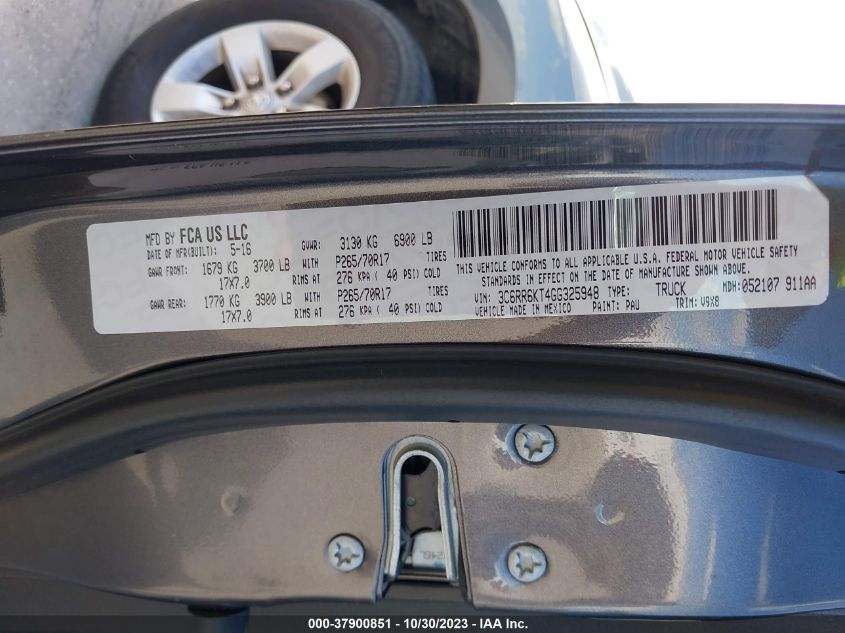 MFD BY FCA US LLC
DATE OF MFR(BUILT): 5-16 GVWR: 3130 KG 6900 LB
GAWR FRONT: 1679 KG 3700 LB WITH P265/70R17 TIRES
17X7.0 RIMS AT 276 KPA ( 40 PSI) COLD
GAWR REAR: 1770 KG 3900 LB WITH P265/70R17 TIRES
17X7.0 RIMS AT 276 KPA ( 40 PSI) COLD
THIS VEHICLE CONFORMS TO ALL APPLICABLE U.S.A. FEDERAL MOTOR VEHICLE SAFETY
STANDARDS IN EFFECT ON THE DATE OF MANUFACTURE SHOWN ABOVE.
VIN: 3C6RR6KT4GG325948 TYPE: TRUCK MDH: 052107 911AA
VEHICLE MADE IN MEXICO PAINT: PAU TRIM: V9X8
000-37900851 - 10/30/2023 - IAA Inc.